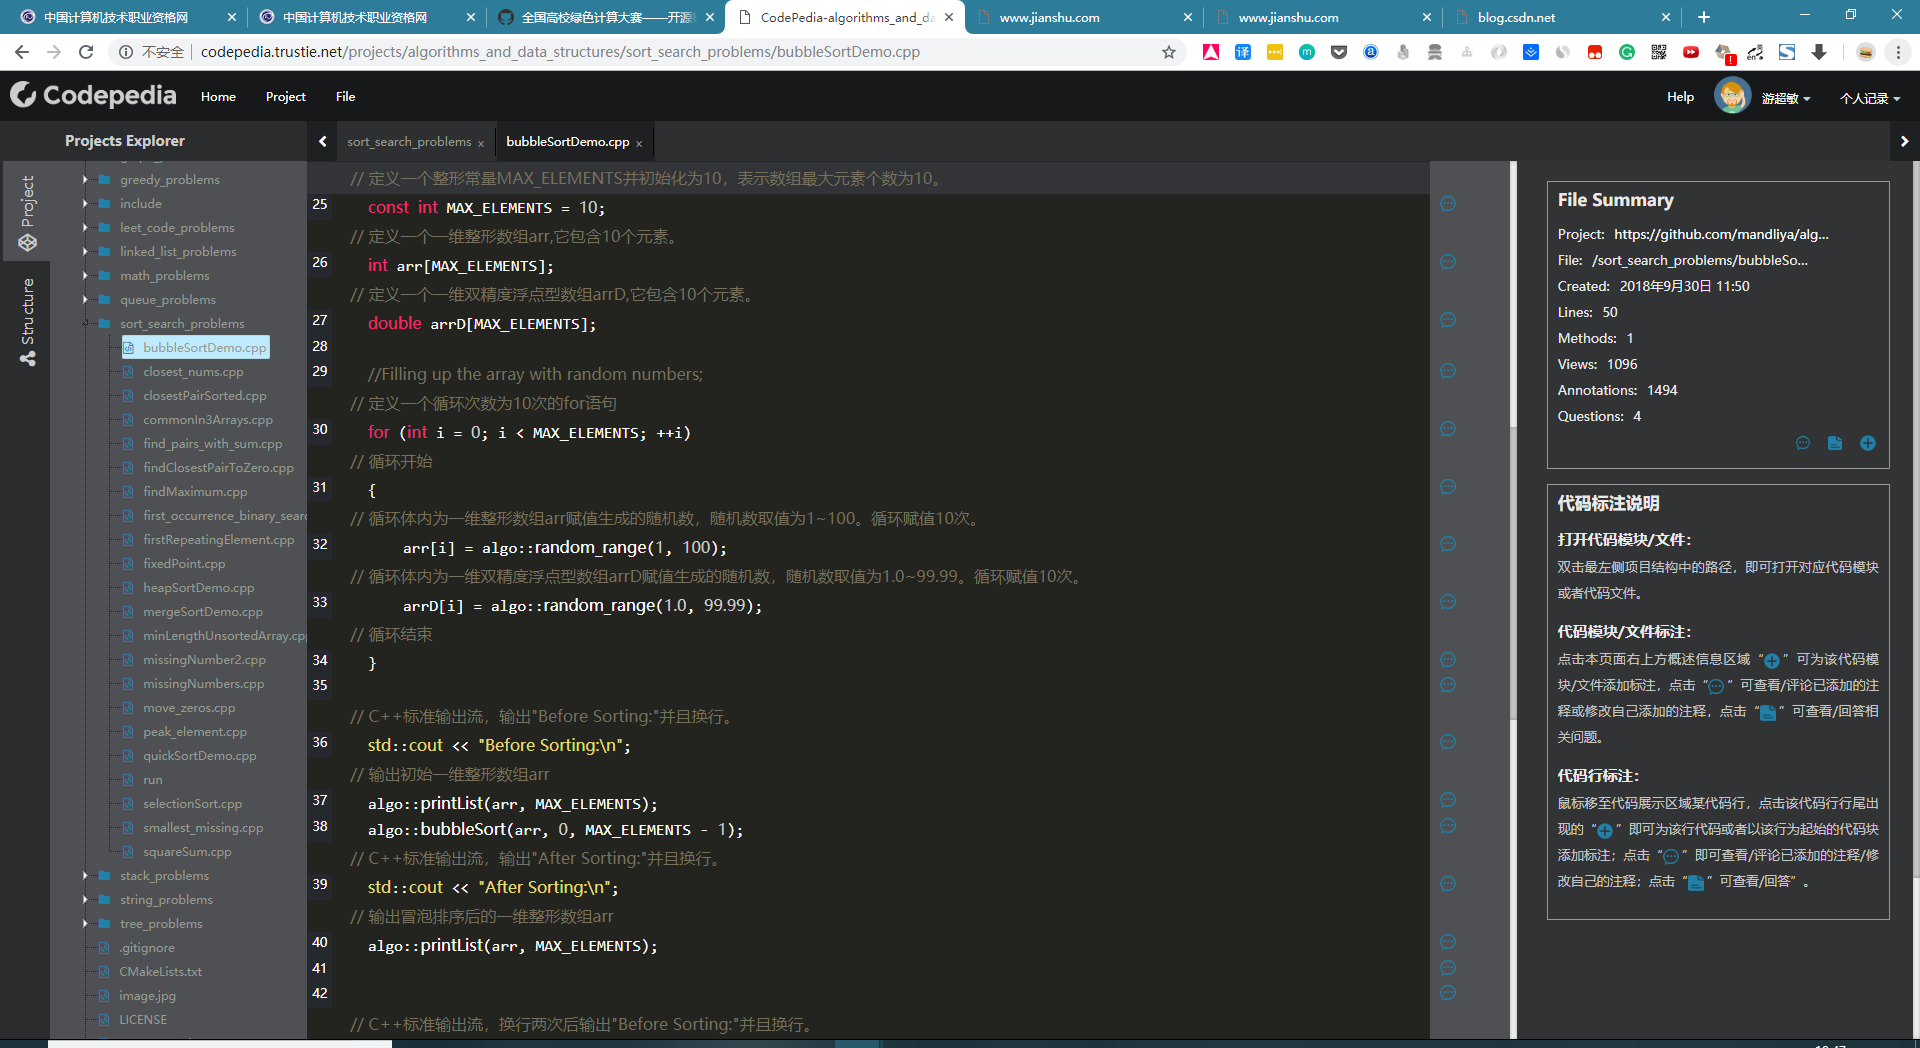 中国计算机技术职业资格网
中国计算机技术职业资格网
全国高校绿色计算大赛——开源
CodePedia-algorithms_and_da
www.jianshu.com
www.jianshu.com
blog.csdn.net
不安全
codepedia.trustie.net/projects/algorithms_and_data_structures/sort_search_problems/bubbleSortDemo.cpp
Codepedia
Home
Project
File
Help
游超敏
个人记录
Projects Explorer
sort_search_problems ×
bubbleSortDemo.cpp ×
Project
Structure
greedy_problems
include
leet_code_problems
linked_list_problems
math_problems
queue_problems
sort_search_problems
bubbleSortDemo.cpp
closest_nums.cpp
closestPairSorted.cpp
commonIn3Arrays.cpp
find_pairs_with_sum.cpp
findClosestPairToZero.cpp
findMaximum.cpp
first_occurrence_binary_searc
firstRepeatingElement.cpp
fixedPoint.cpp
heapSortDemo.cpp
mergeSortDemo.cpp
minLengthUnsortedArray.cpp
missingNumber2.cpp
missingNumbers.cpp
move_zeros.cpp
peak_element.cpp
quickSortDemo.cpp
run
selectionSort.cpp
smallest_missing.cpp
squareSum.cpp
stack_problems
string_problems
tree_problems
.gitignore
CMakeLists.txt
image.jpg
LICENSE
// 定义一个整形常量MAX_ELEMENTS并初始化为10，表示数组最大元素个数为10。
25 const int MAX_ELEMENTS = 10;
// 定义一个一维整形数组arr,它包含10个元素。
26 int arr[MAX_ELEMENTS];
// 定义一个一维双精度浮点型数组arrD,它包含10个元素。
27 double arrD[MAX_ELEMENTS];
28
29 //Filling up the array with random numbers;
// 定义一个循环次数为10次的for语句
30 for (int i = 0; i < MAX_ELEMENTS; ++i)
// 循环开始
31 {
// 循环体内为一维整形数组arr赋值生成的随机数，随机数取值为1~100。循环赋值10次。
32 arr[i] = algo::random_range(1, 100);
// 循环体内为一维双精度浮点型数组arrD赋值生成的随机数，随机数取值为1.0~99.99。循环赋值10次。
33 arrD[i] = algo::random_range(1.0, 99.99);
// 循环结束
34 }
35
// C++标准输出流，输出"Before Sorting:"并且换行。
36 std::cout << "Before Sorting:\n";
// 输出初始一维整形数组arr
37 algo::printList(arr, MAX_ELEMENTS);
38 algo::bubbleSort(arr, 0, MAX_ELEMENTS - 1);
// C++标准输出流，输出"After Sorting:"并且换行。
39 std::cout << "After Sorting:\n";
// 输出冒泡排序后的一维整形数组arr
40 algo::printList(arr, MAX_ELEMENTS);
41
42
// C++标准输出流，换行两次后输出"Before Sorting:"并且换行。
File Summary
Project: https://github.com/mandliya/alg...
File: /sort_search_problems/bubbleSo...
Created: 2018年9月30日 11:50
Lines: 50
Methods: 1
Views: 1096
Annotations: 1494
Questions: 4
代码标注说明
打开代码模块/文件：
双击最左侧项目结构中的路径，即可打开对应代码模块
或者代码文件。
代码模块/文件标注：
点击本页面右上方概述信息区域“ ”可为该代码模
块/文件添加标注，点击“ ”可查看/评论已添加的注
释或修改自己添加的注释，点击“ ”可查看/回答相
关问题。
代码行标注：
鼠标移至代码展示区域某代码行，点击该代码行行尾出
现的“ ”即可为该行代码或者以该行为起始的代码块
添加标注；点击“ ”即可查看/评论已添加的注释/修
改自己的注释；点击“ ”可查看/回答”。